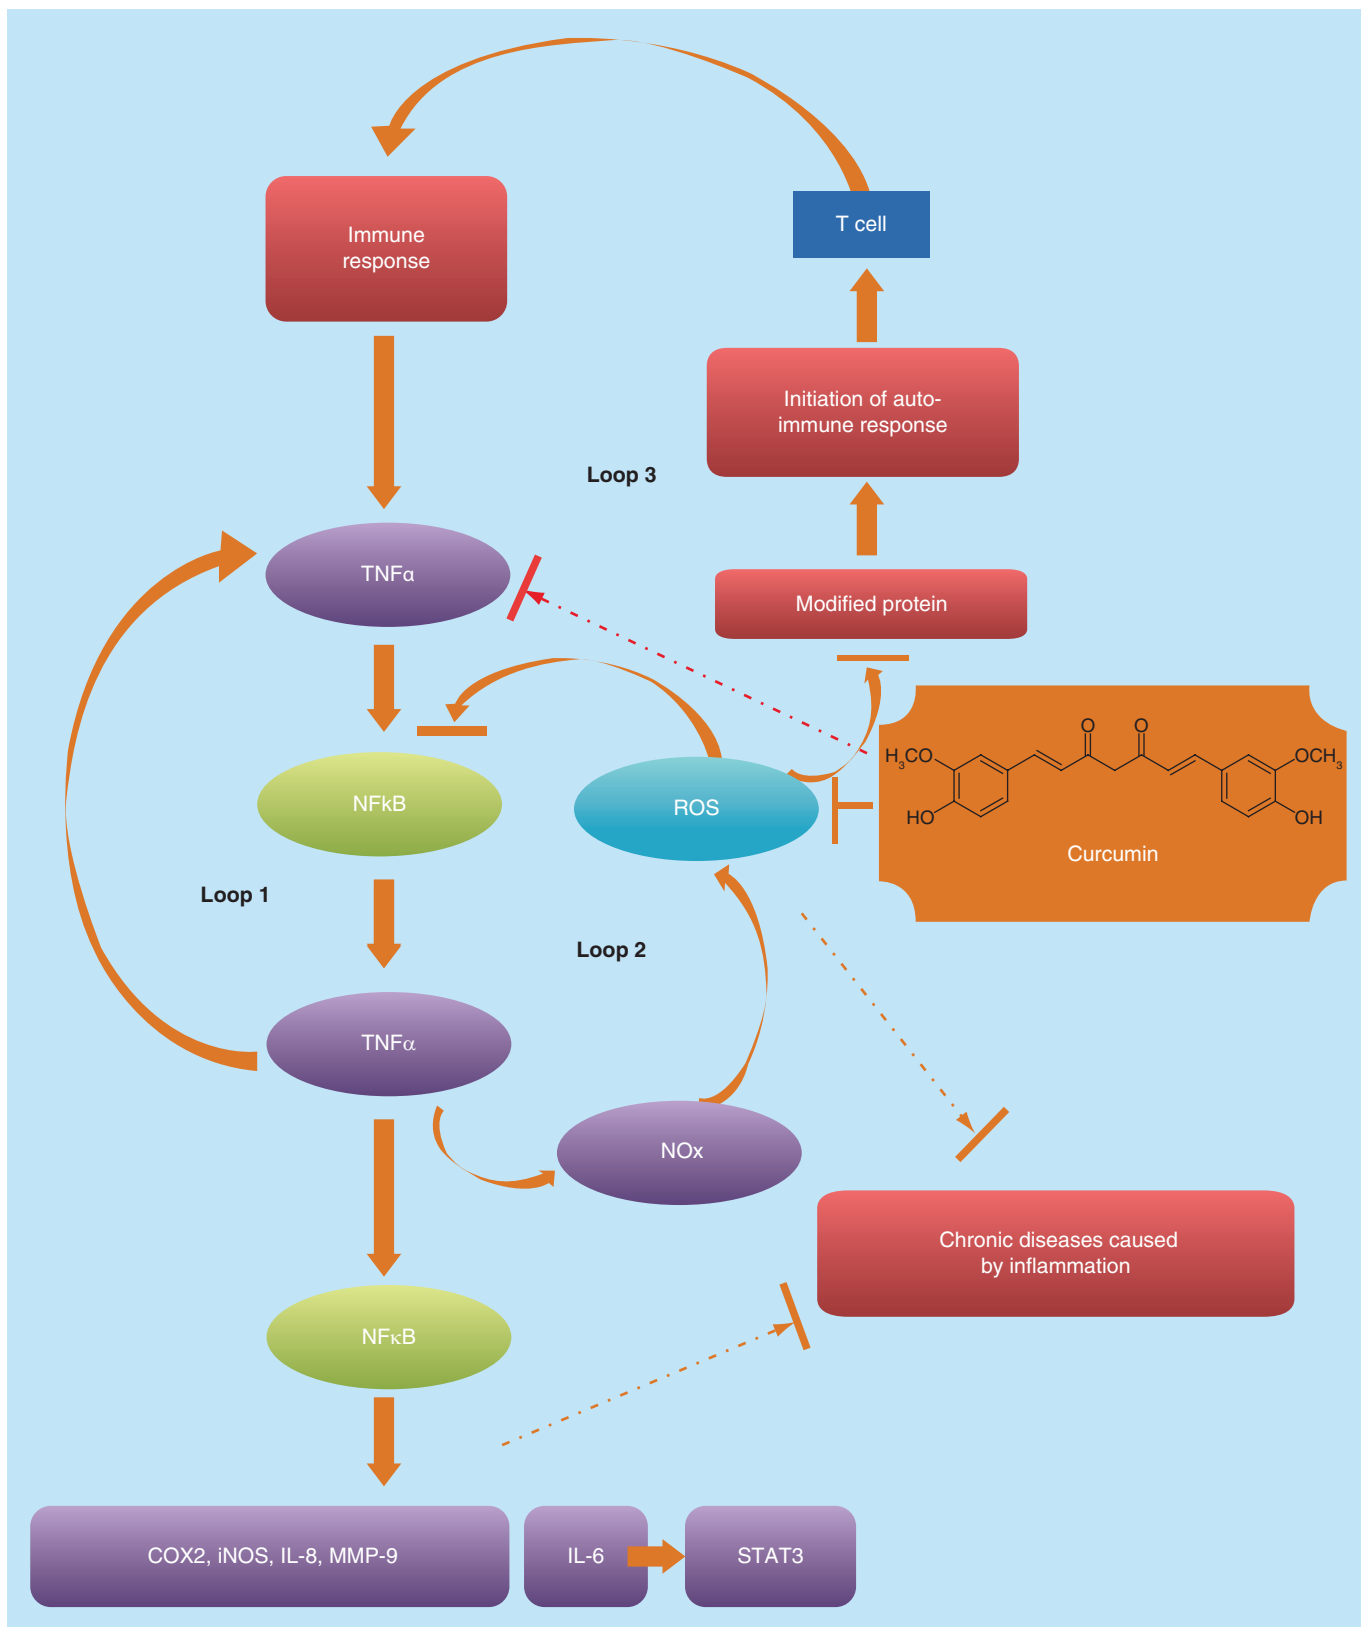 T cell
Immune
response
Initiation of auto-
immune response
Loop 3
TNFα
Modified protein
H₃CO
O
O
OCH₃
HO
OH
Curcumin
NFkB
ROS
Loop 1
Loop 2
TNFα
NOx
Chronic diseases caused
by inflammation
NFκB
COX2, iNOS, IL-8, MMP-9
IL-6
STAT3